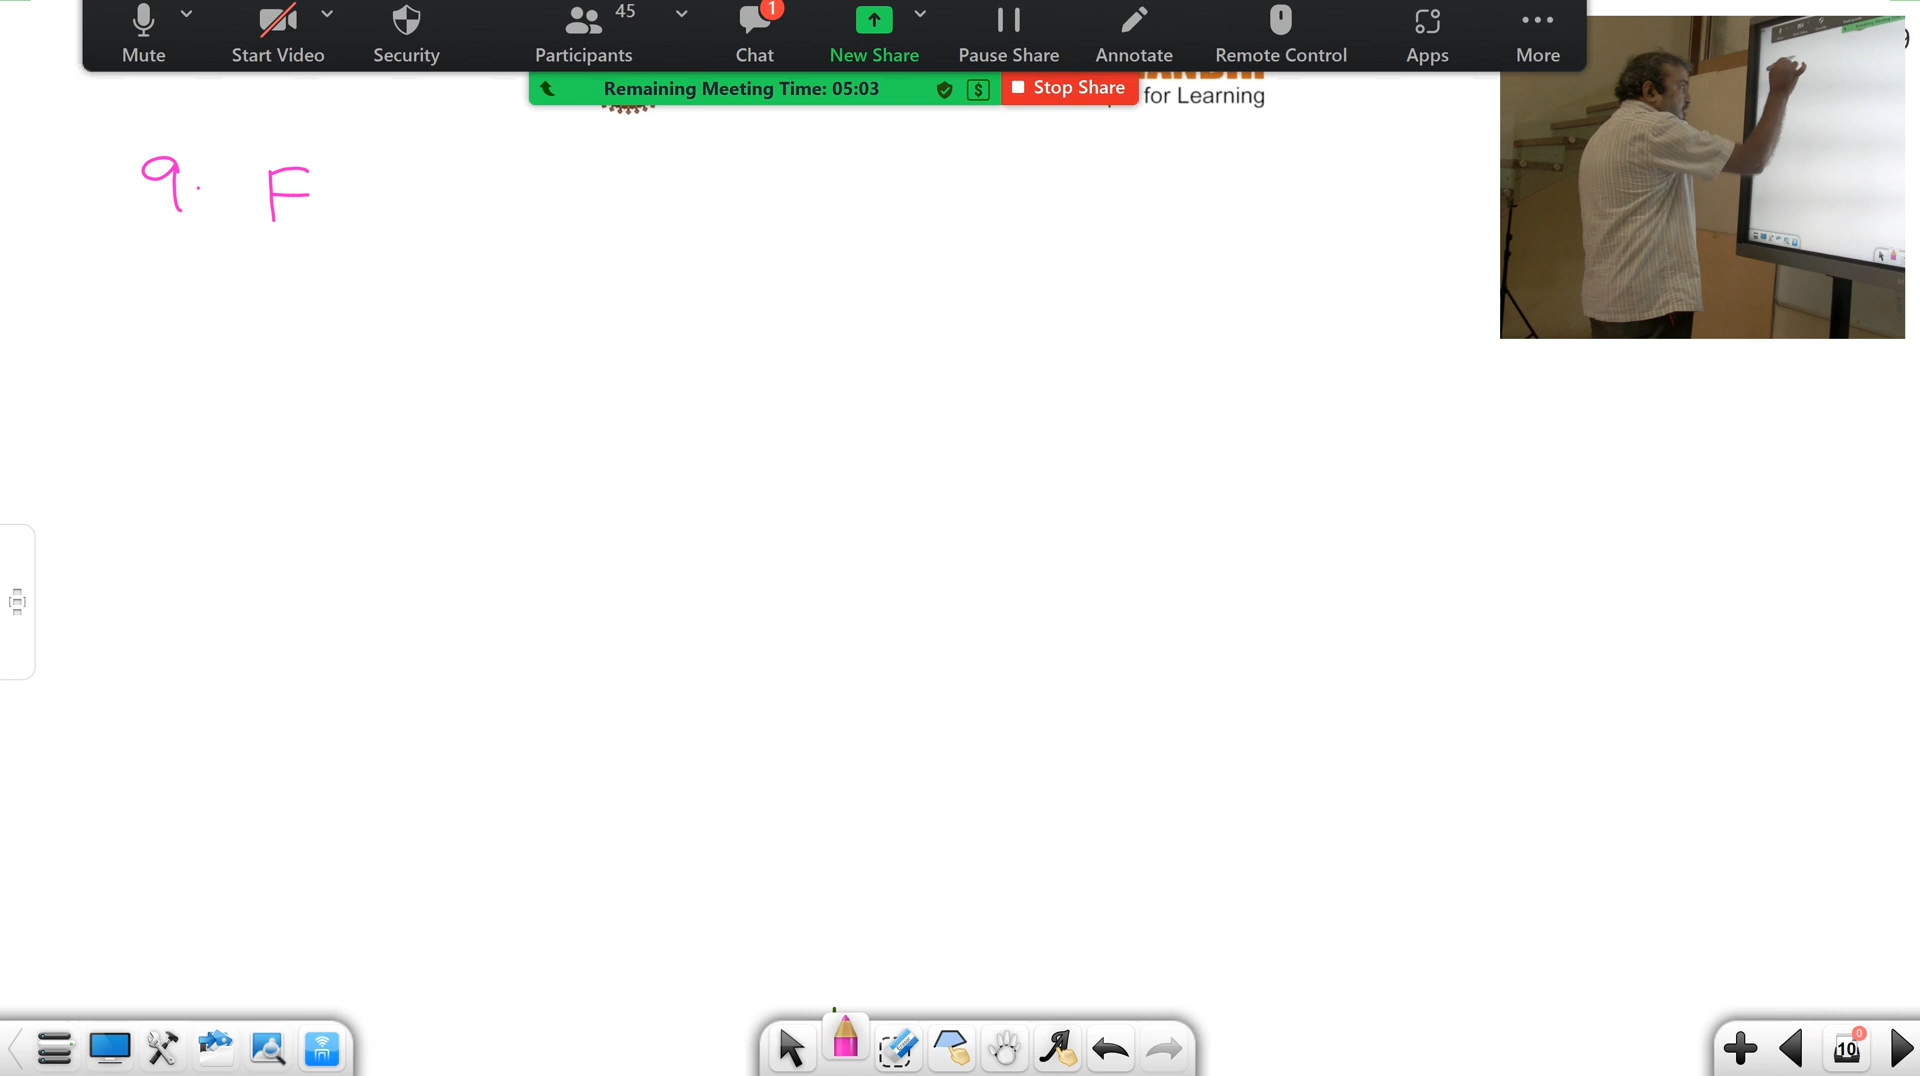 45
1
Mute Start Video Security Participants Chat New Share Pause Share Annotate Remote Control Apps More
Remaining Meeting Time: 05:03 $ Stop Share
for Learning
9. F
10
0